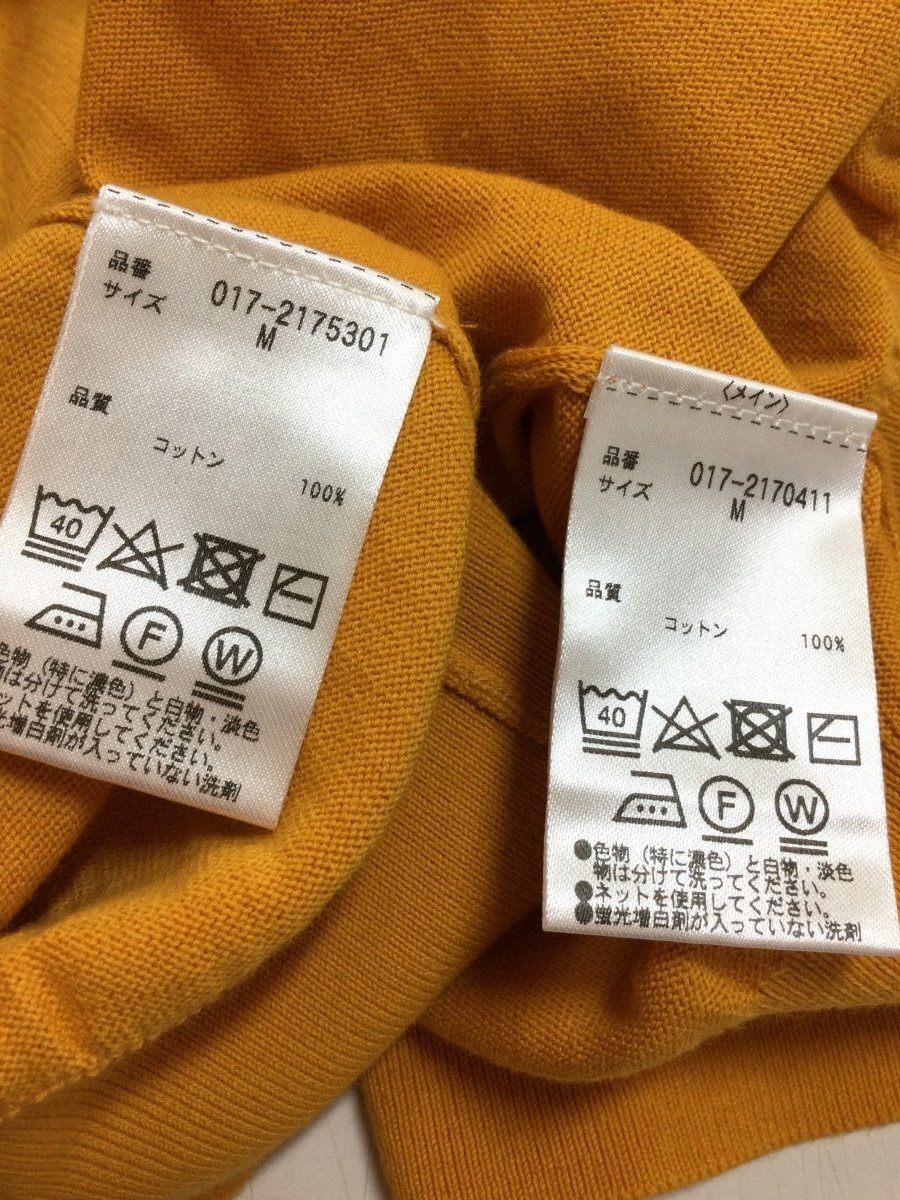 品番 017-2175301
サイズ M
品質
コットン
100%
40
F W
色物（特に濃色）と白物・淡色
物は分けて洗ってください。
ットを使用してください。
光増白剤が入っていない洗剤
〈メイン〉
品番 017-2170411
サイズ M
品質
コットン 100%
40
F W
●色物（特に濃色）と白物・淡色
物は分けて洗ってください。
●ネットを使用してください。
●蛍光増白剤が入っていない洗剤